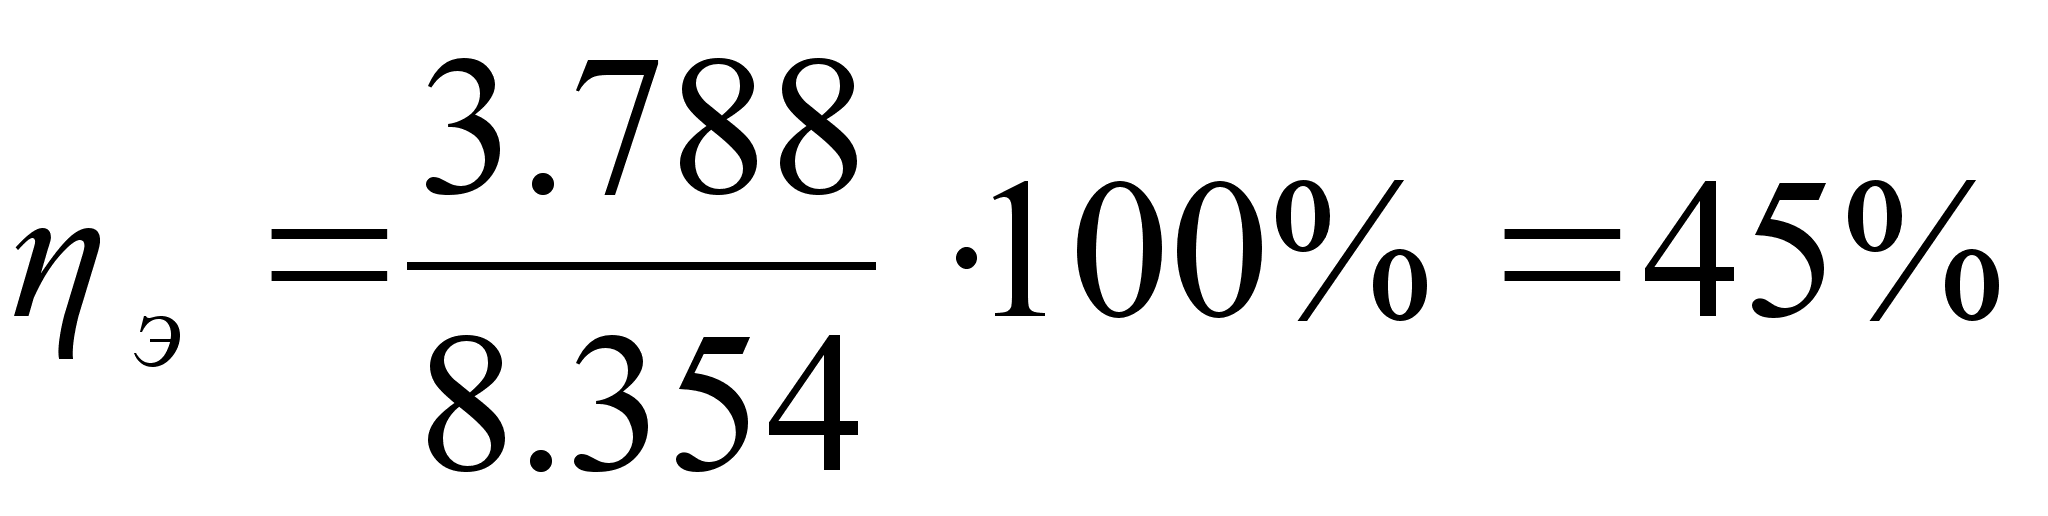 η э = 3.788 / 8.354 ·100% =45%